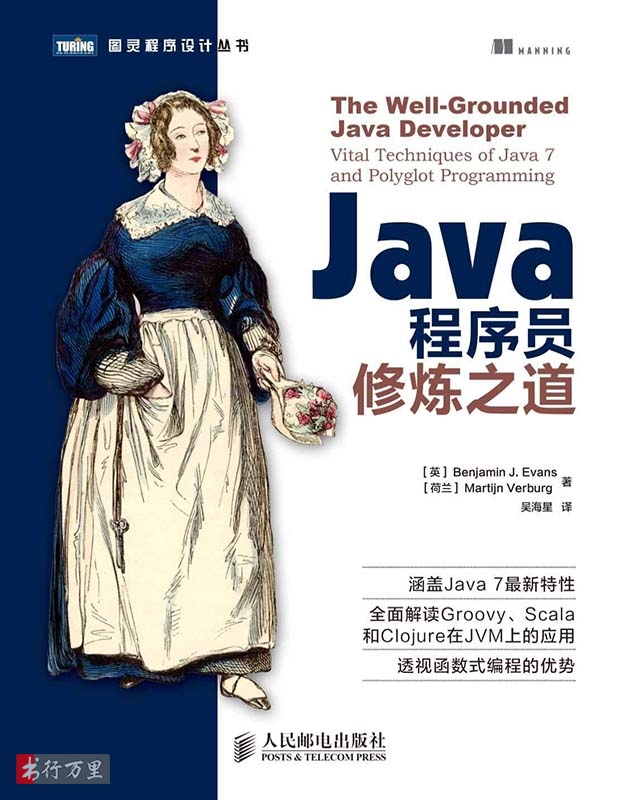 TURING 图灵程序设计丛书
MANNING
The Well-Grounded
Java Developer
Vital Techniques of Java 7
and Polyglot Programming
Java
程序员
修炼之道
[英] Benjamin J. Evans
[荷兰] Martijn Verburg 著
吴海星 译
涵盖Java 7最新特性
全面解读Groovy、Scala
和Clojure在JVM上的应用
透视函数式编程的优势
人民邮电出版社
POSTS & TELECOM PRESS
书行万里